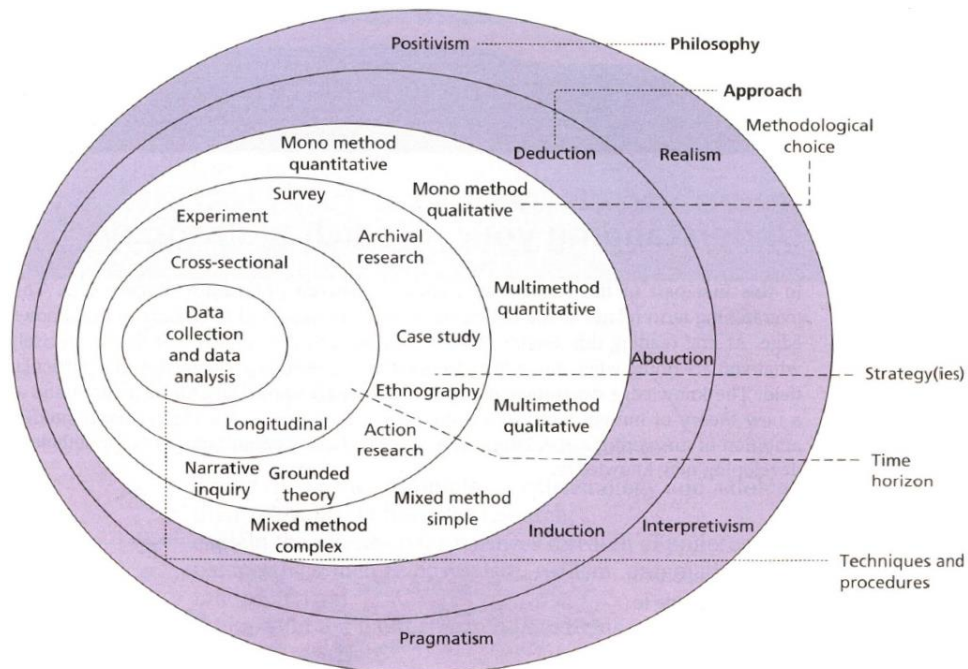 Positivism
Philosophy
Approach
Methodological
choice
Mono method
quantitative
Deduction
Realism
Mono method
qualitative
Survey
Experiment
Archival
research
Cross-sectional
Multimethod
quantitative
Data
collection
and data
analysis
Case study
Abduction
Strategy(ies)
Ethnography
Multimethod
qualitative
Longitudinal
Action
research
Time
horizon
Narrative
inquiry
Grounded
theory
Mixed method
simple
Mixed method
complex
Induction
Interpretivism
Techniques and
procedures
Pragmatism